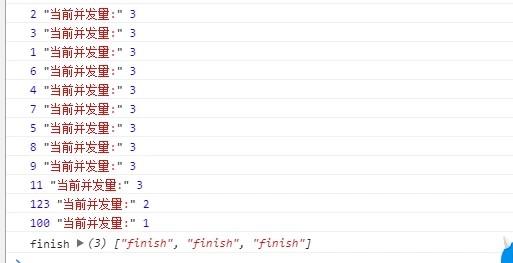 2 "当前并发量:" 3
3 "当前并发量:" 3
1 "当前并发量:" 3
6 "当前并发量:" 3
4 "当前并发量:" 3
7 "当前并发量:" 3
5 "当前并发量:" 3
8 "当前并发量:" 3
9 "当前并发量:" 3
11 "当前并发量:" 3
123 "当前并发量:" 2
100 "当前并发量:" 1
finish ▶(3) ["finish", "finish", "finish"]